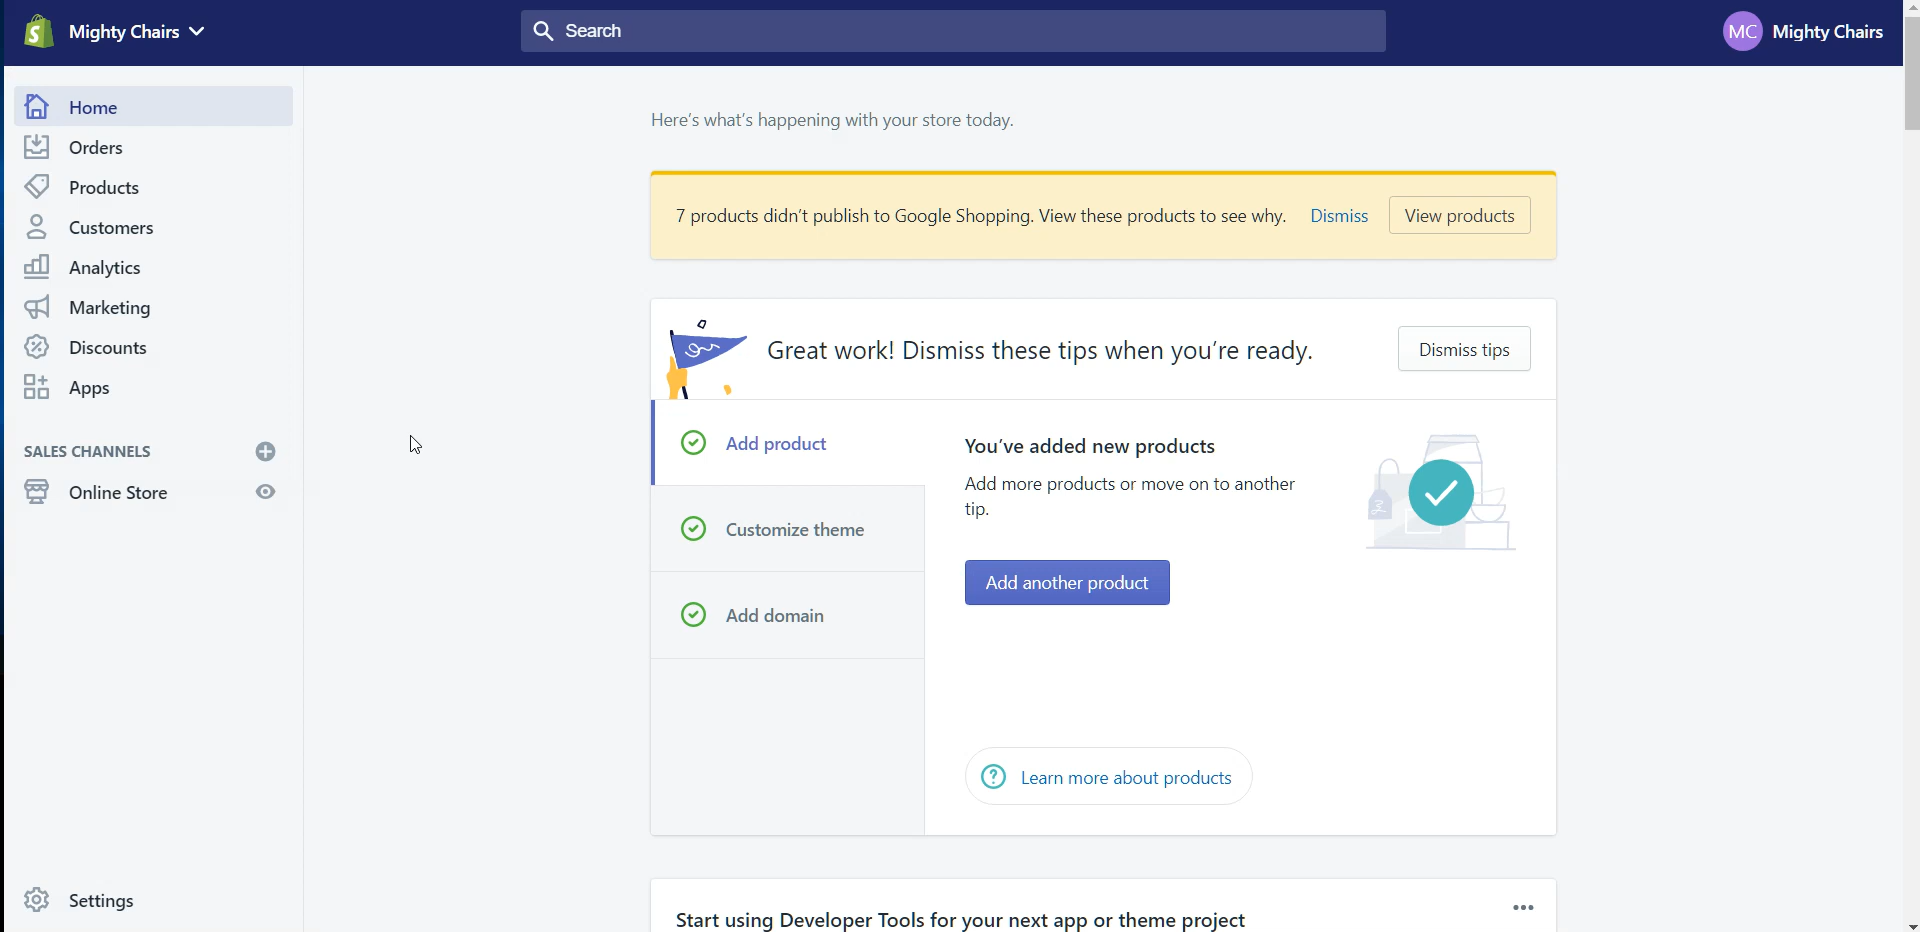 Mighty Chairs
Search
MC Mighty Chairs
Home
Orders
Products
Customers
Analytics
Marketing
Discounts
Apps
SALES CHANNELS
Online Store
Settings
Here's what's happening with your store today.
7 products didn't publish to Google Shopping. View these products to see why. Dismiss View products
Great work! Dismiss these tips when you're ready. Dismiss tips
Add product
Customize theme
Add domain
You've added new products
Add more products or move on to another
tip.
Add another product
Learn more about products
Start using Developer Tools for your next app or theme project